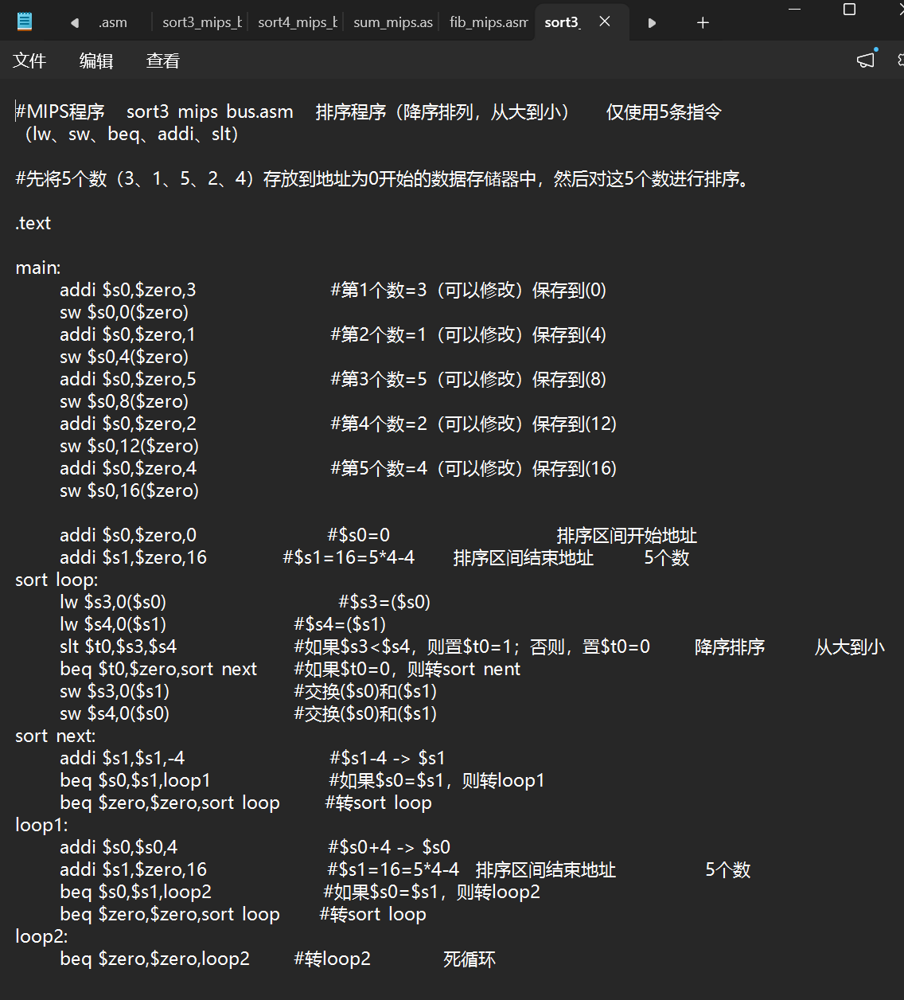 .asm sort3_mips_b sort4_mips_b sum_mips.as fib_mips.asm sort3_
文件 编辑 查看
#MIPS程序 sort3 mips bus.asm 排序程序（降序排列，从大到小） 仅使用5条指令
（lw、sw、beq、addi、slt）
#先将5个数（3、1、5、2、4）存放到地址为0开始的数据存储器中，然后对这5个数进行排序。
.text
main:
addi $s0,$zero,3 #第1个数=3（可以修改）保存到(0)
sw $s0,0($zero)
addi $s0,$zero,1 #第2个数=1（可以修改）保存到(4)
sw $s0,4($zero)
addi $s0,$zero,5 #第3个数=5（可以修改）保存到(8)
sw $s0,8($zero)
addi $s0,$zero,2 #第4个数=2（可以修改）保存到(12)
sw $s0,12($zero)
addi $s0,$zero,4 #第5个数=4（可以修改）保存到(16)
sw $s0,16($zero)
addi $s0,$zero,0 #$s0=0 排序区间开始地址
addi $s1,$zero,16 #$s1=16=5*4-4 排序区间结束地址 5个数
sort loop:
lw $s3,0($s0) #$s3=($s0)
lw $s4,0($s1) #$s4=($s1)
slt $t0,$s3,$s4 #如果$s3<$s4，则置$t0=1；否则，置$t0=0 降序排序 从大到小
beq $t0,$zero,sort next #如果$t0=0，则转sort nent
sw $s3,0($s1) #交换($s0)和($s1)
sw $s4,0($s0) #交换($s0)和($s1)
sort next:
addi $s1,$s1,-4 #$s1-4 -> $s1
beq $s0,$s1,loop1 #如果$s0=$s1，则转loop1
beq $zero,$zero,sort loop #转sort loop
loop1:
addi $s0,$s0,4 #$s0+4 -> $s0
addi $s1,$zero,16 #$s1=16=5*4-4 排序区间结束地址 5个数
beq $s0,$s1,loop2 #如果$s0=$s1，则转loop2
beq $zero,$zero,sort loop #转sort loop
loop2:
beq $zero,$zero,loop2 #转loop2 死循环